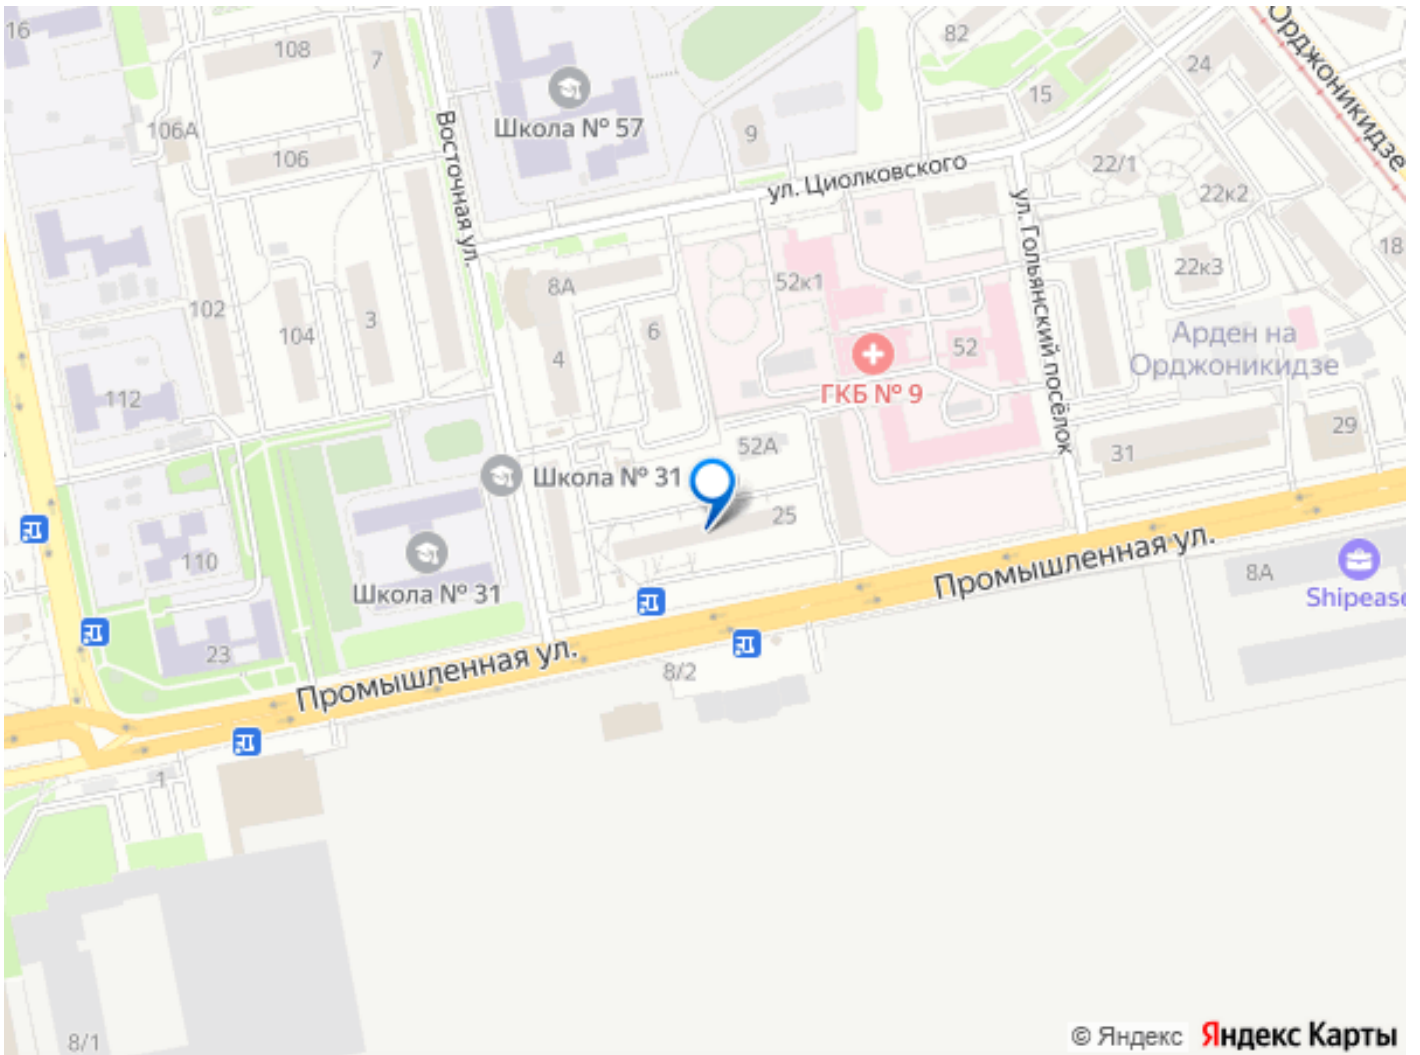 16
108
7
82
Орджоникидзе
24
15
Школа № 57
106А
106
Восточная ул.
9
ул. Циолковского
22/1
22к2
ул. Гольянский посёлок
18
22к3
8А
52к1
102
104
3
6
4
52
Арден на
Орджоникидзе
ГКБ № 9
112
29
52А
31
Школа № 31
25
Промышленная ул.
110
Школа № 31
8А
Shipease
23
Промышленная ул.
8/2
1
8/1
© Яндекс Яндекс Карты